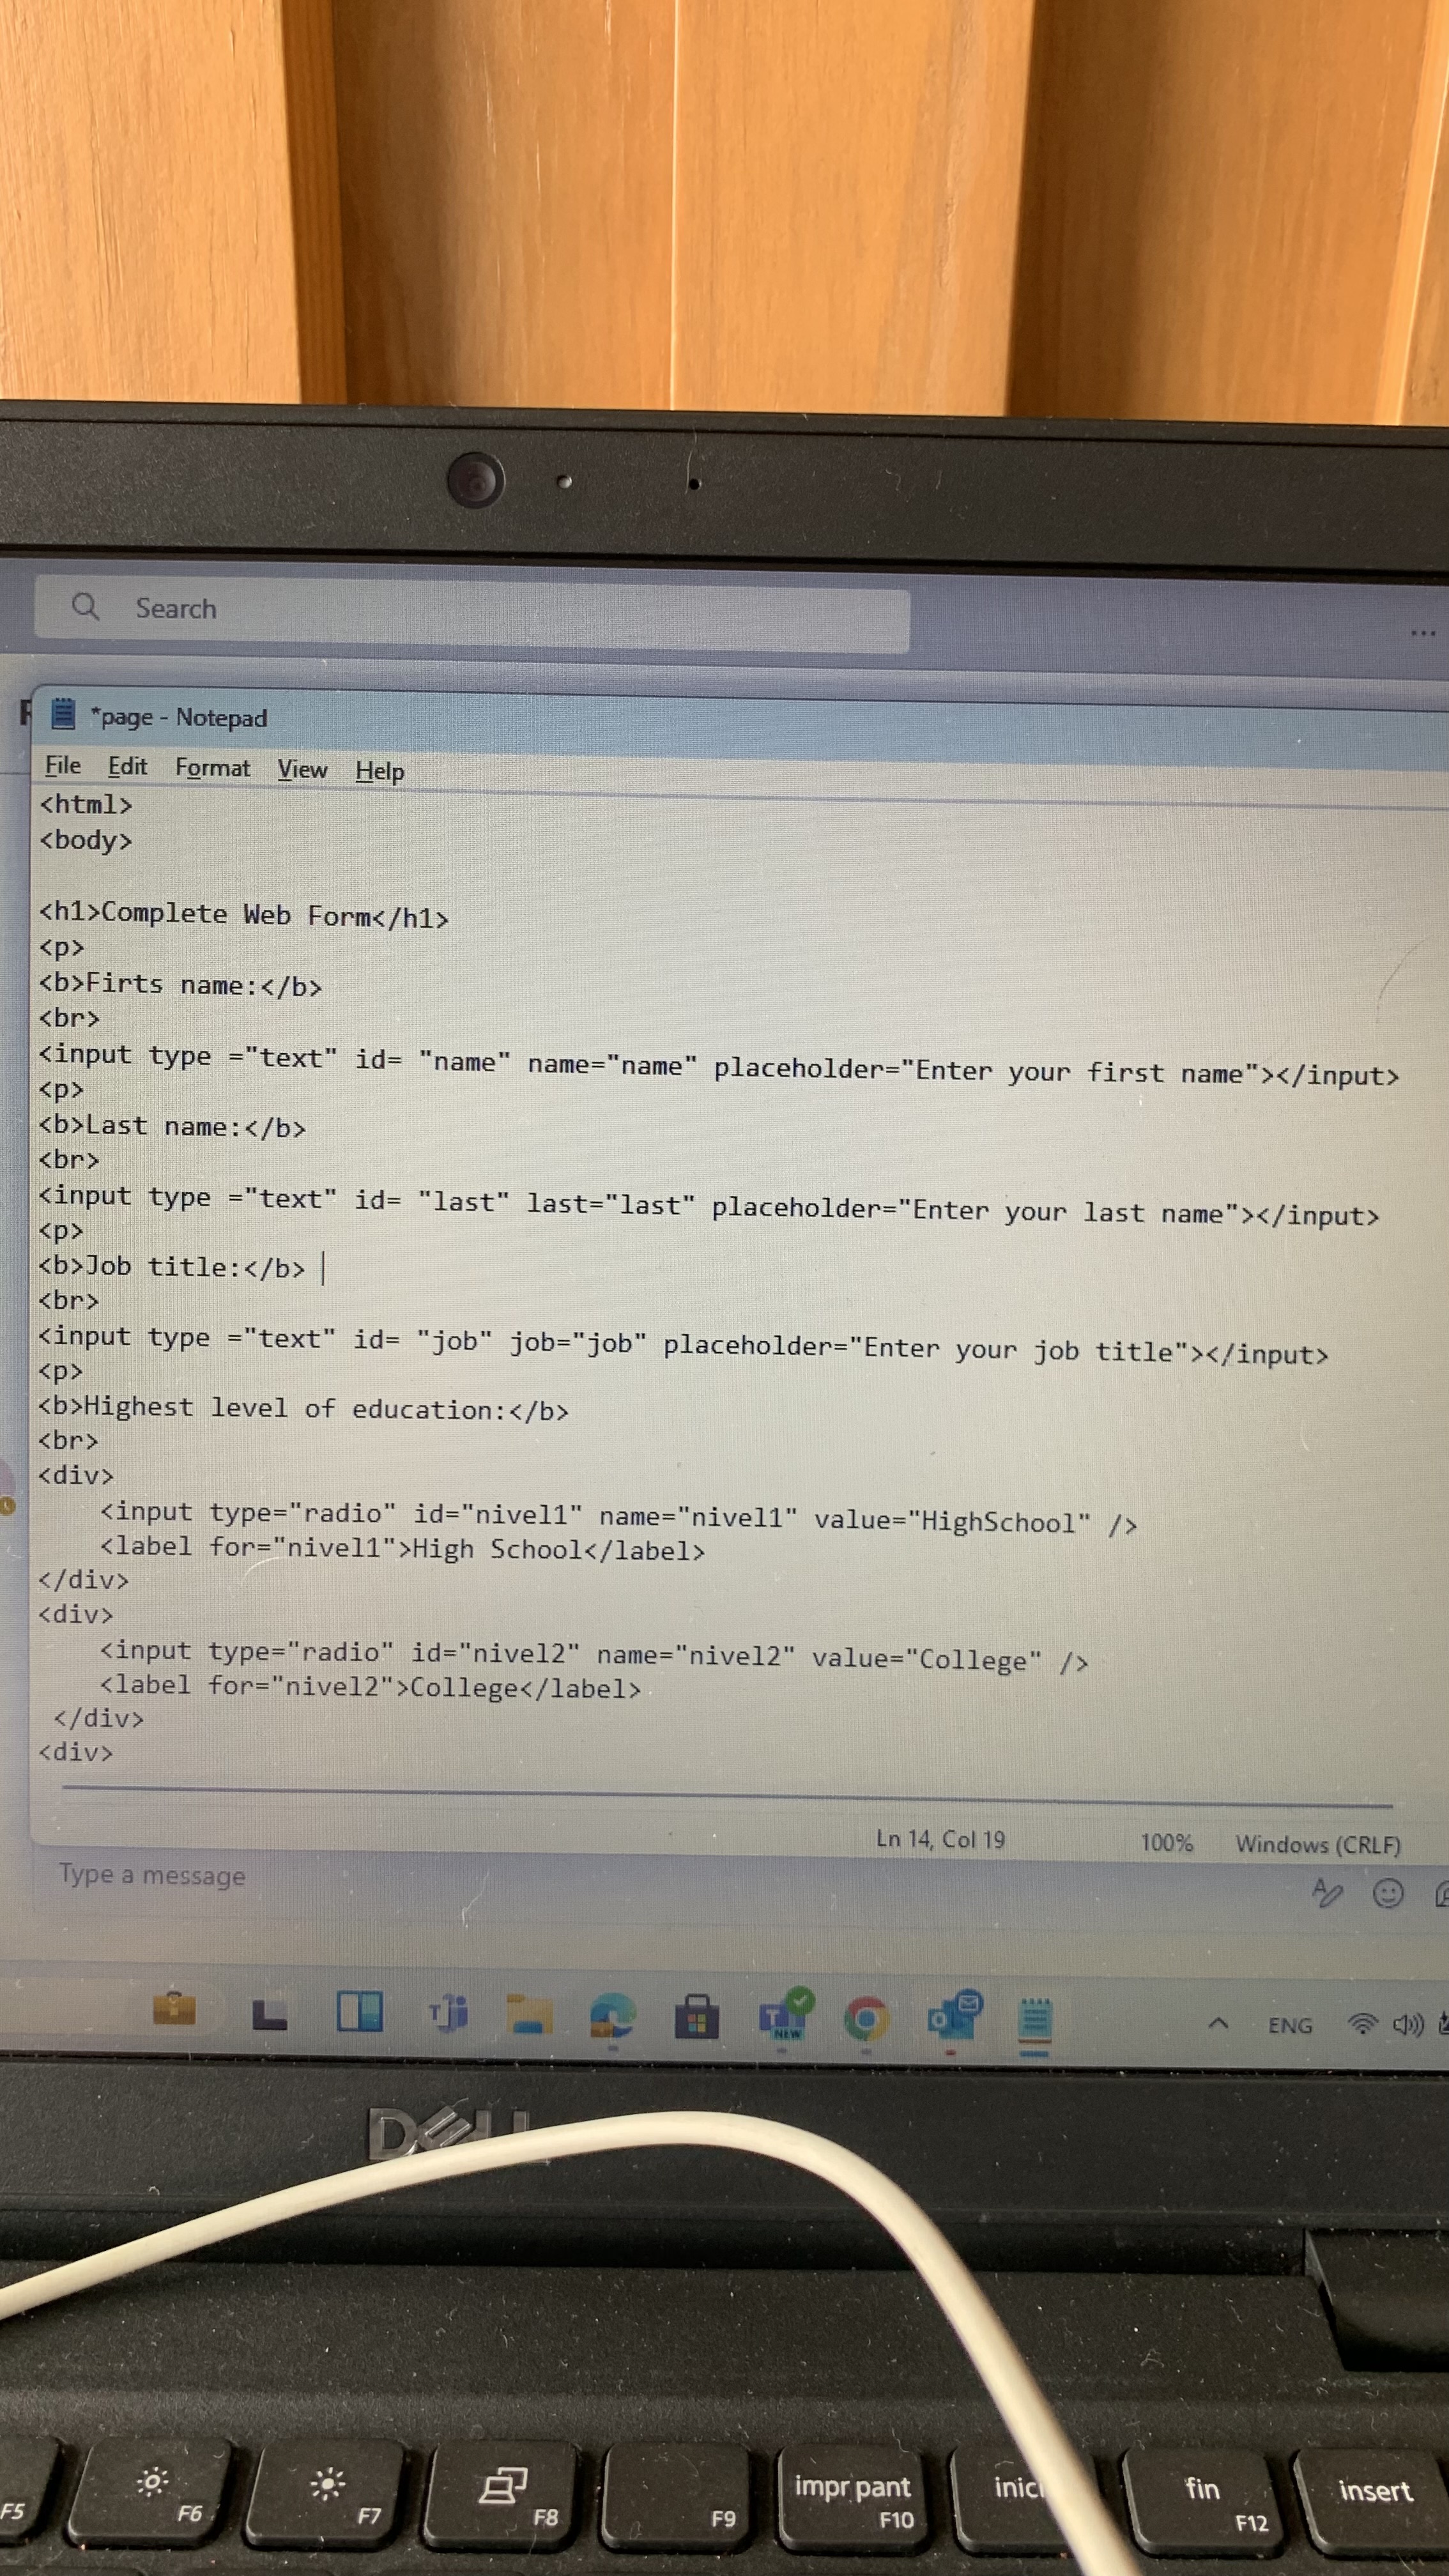 Search
...
*page - Notepad
File Edit Format View Help
<html>
<body>
<h1>Complete Web Form</h1>
<p>
<b>Firts name:</b>
<br>
<input type ="text" id= "name" name="name" placeholder="Enter your first name"></input>
<p>
<b>Last name:</b>
<br>
<input type ="text" id= "last" last="last" placeholder="Enter your last name"></input>
<p>
<b>Job title:</b>
<br>
<input type ="text" id= "job" job="job" placeholder="Enter your job title"></input>
<p>
<b>Highest level of education:</b>
<br>
<div>
    <input type="radio" id="nivel1" name="nivel1" value="HighSchool" />
    <label for="nivel1">High School</label>
</div>
<div>
    <input type="radio" id="nivel2" name="nivel2" value="College" />
    <label for="nivel2">College</label>
 </div>
<div>
Ln 14, Col 19 100% Windows (CRLF)
Type a message
NEW ENG
DELL
impr pant inic fin insert
F5 F6 F7 F8 F9 F10 F12